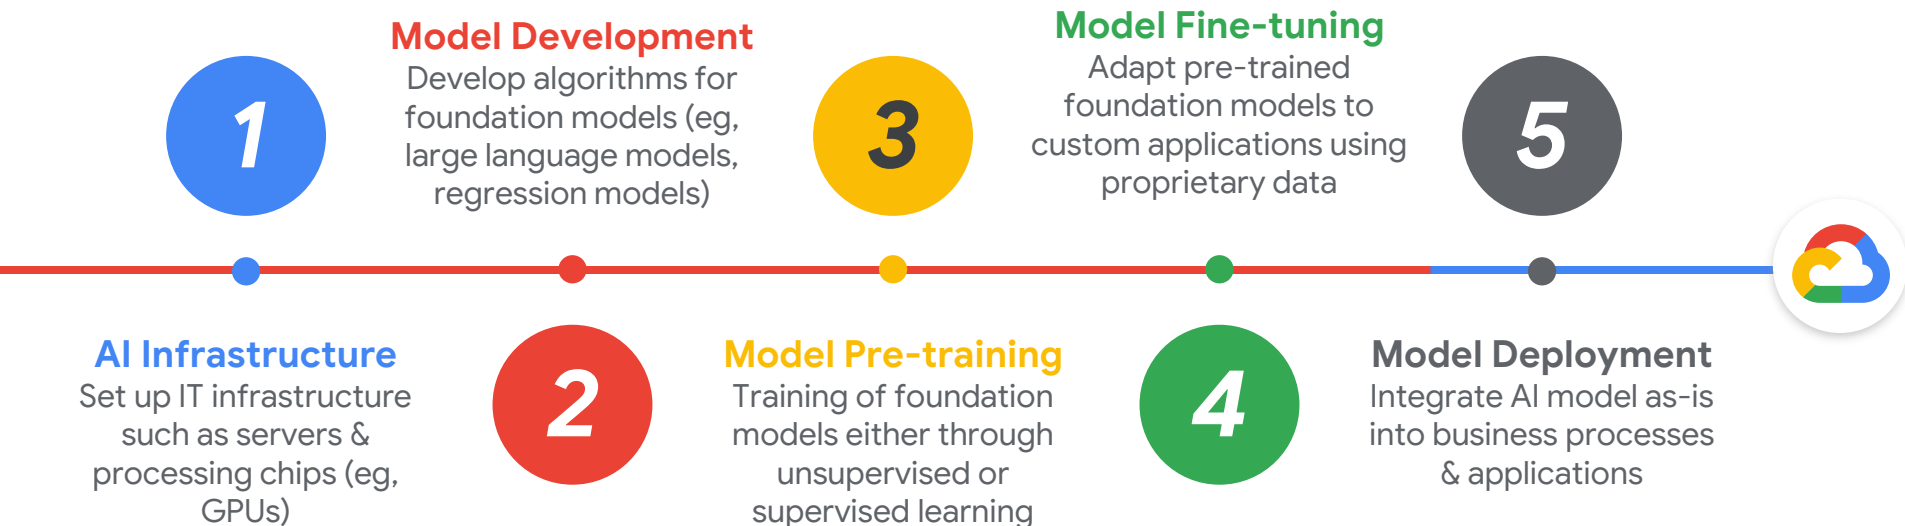 1
AI Infrastructure
Set up IT infrastructure
such as servers &
processing chips (eg,
GPUs)
Model Development
Develop algorithms for
foundation models (eg,
large language models,
regression models)
2
3
Model Pre-training
Training of foundation
models either through
unsupervised or
supervised learning
Model Fine-tuning
Adapt pre-trained
foundation models to
custom applications using
proprietary data
4
5
Model Deployment
Integrate AI model as-is
into business processes
& applications